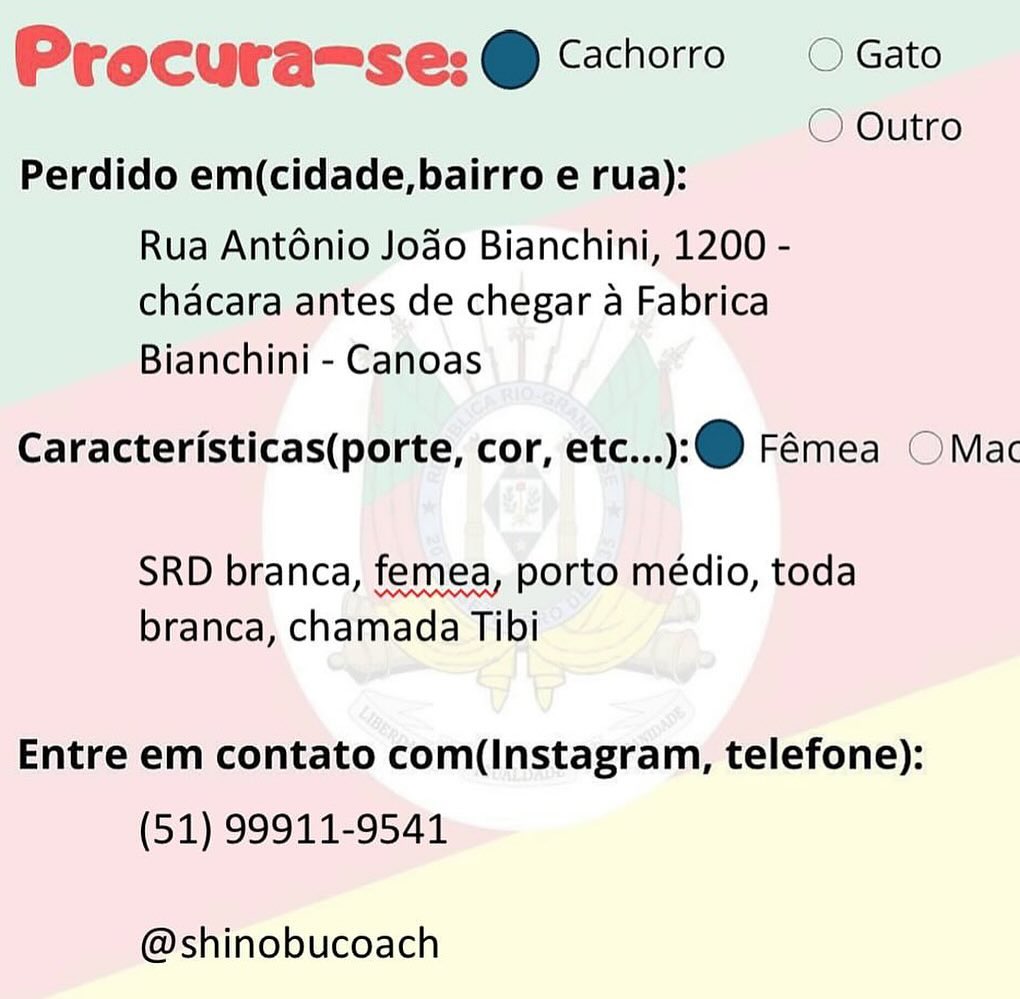 Procura-se: Cachorro Gato
Outro
Perdido em(cidade,bairro e rua):
Rua Antônio João Bianchini, 1200 -
chácara antes de chegar à Fabrica
Bianchini - Canoas
Características(porte, cor, etc...): Fêmea Mac
SRD branca, femea, porto médio, toda
branca, chamada Tibi
Entre em contato com(Instagram, telefone):
(51) 99911-9541
@shinobucoach